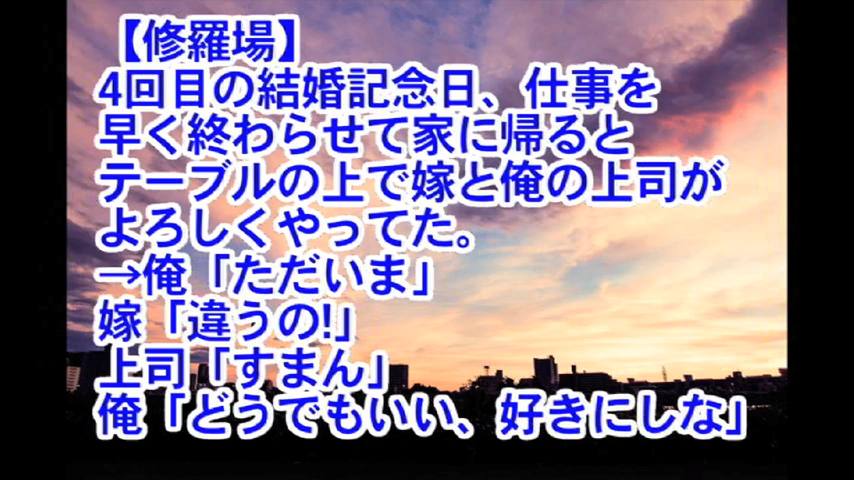 【修羅場】
4回目の結婚記念日、仕事を
早く終わらせて家に帰ると
テーブルの上で嫁と俺の上司が
よろしくやってた。
→俺「ただいま」
嫁「違うの!」
上司「すまん」
俺「どうでもいい、好きにしな」